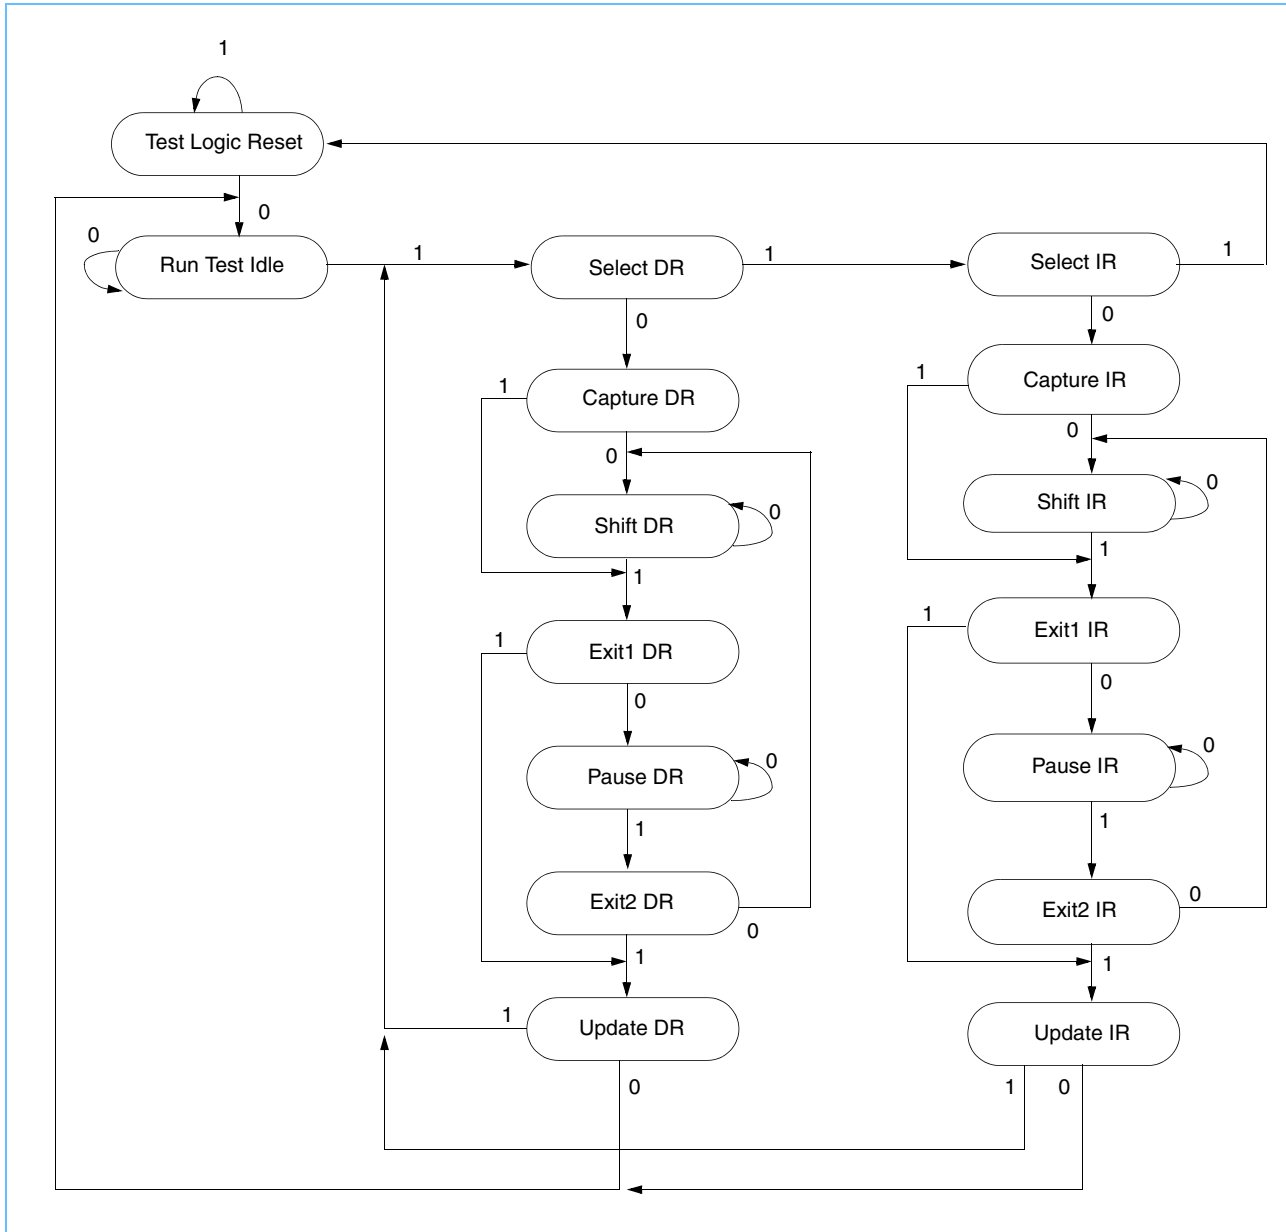 1
Test Logic Reset
0
0
Run Test Idle
1
Select DR
1
Select IR
1
0
0
1
Capture DR
1
Capture IR
0
0
Shift DR
0
Shift IR
0
1
1
1
Exit1 DR
1
Exit1 IR
0
0
Pause DR
0
Pause IR
0
1
1
Exit2 DR
0
Exit2 IR
0
1
1
1
Update DR
Update IR
0
1
0